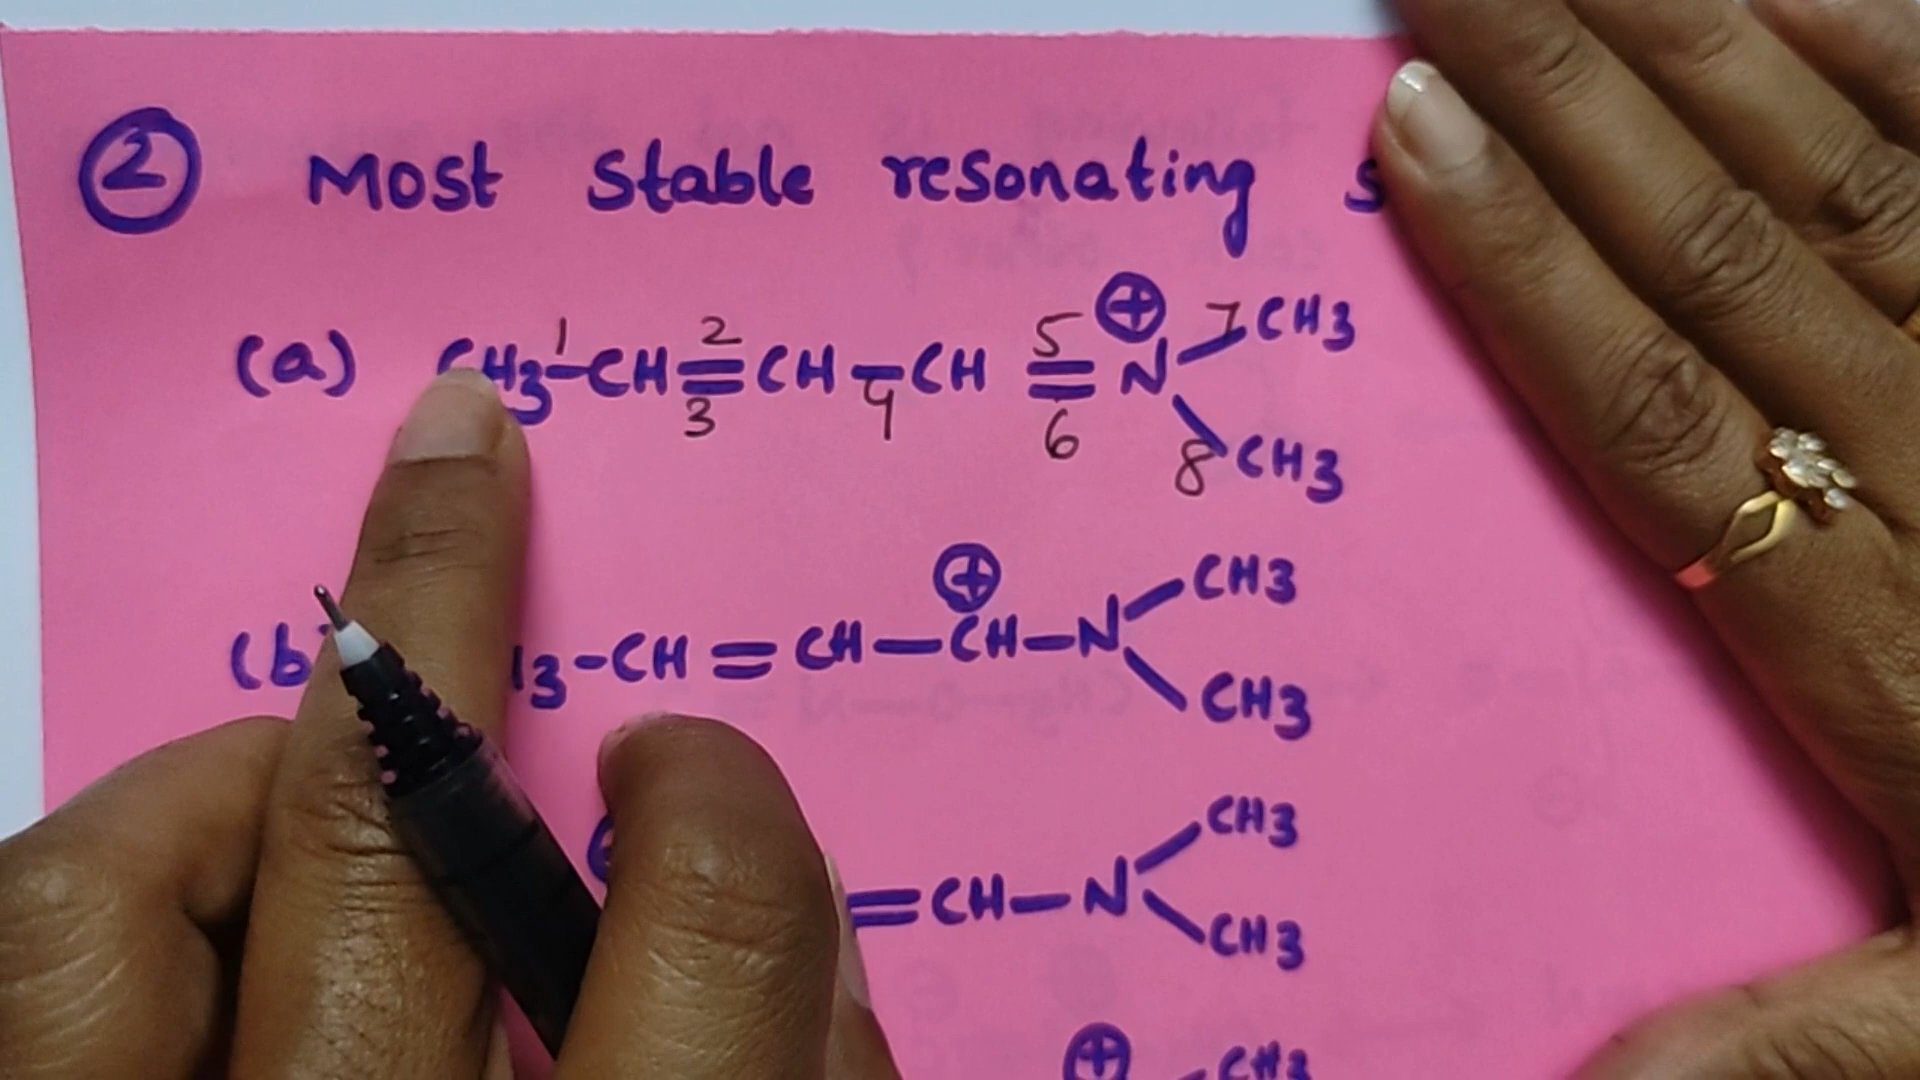 ② Most stable resonating
(a) CH3-CH=CH-CH=N⊕ CH3
1 2 3 4 5 6 7 8
CH3
(b 3-CH=CH-CH⊕-N CH3
CH3
=CH-N CH3
CH3
⊕ CH3